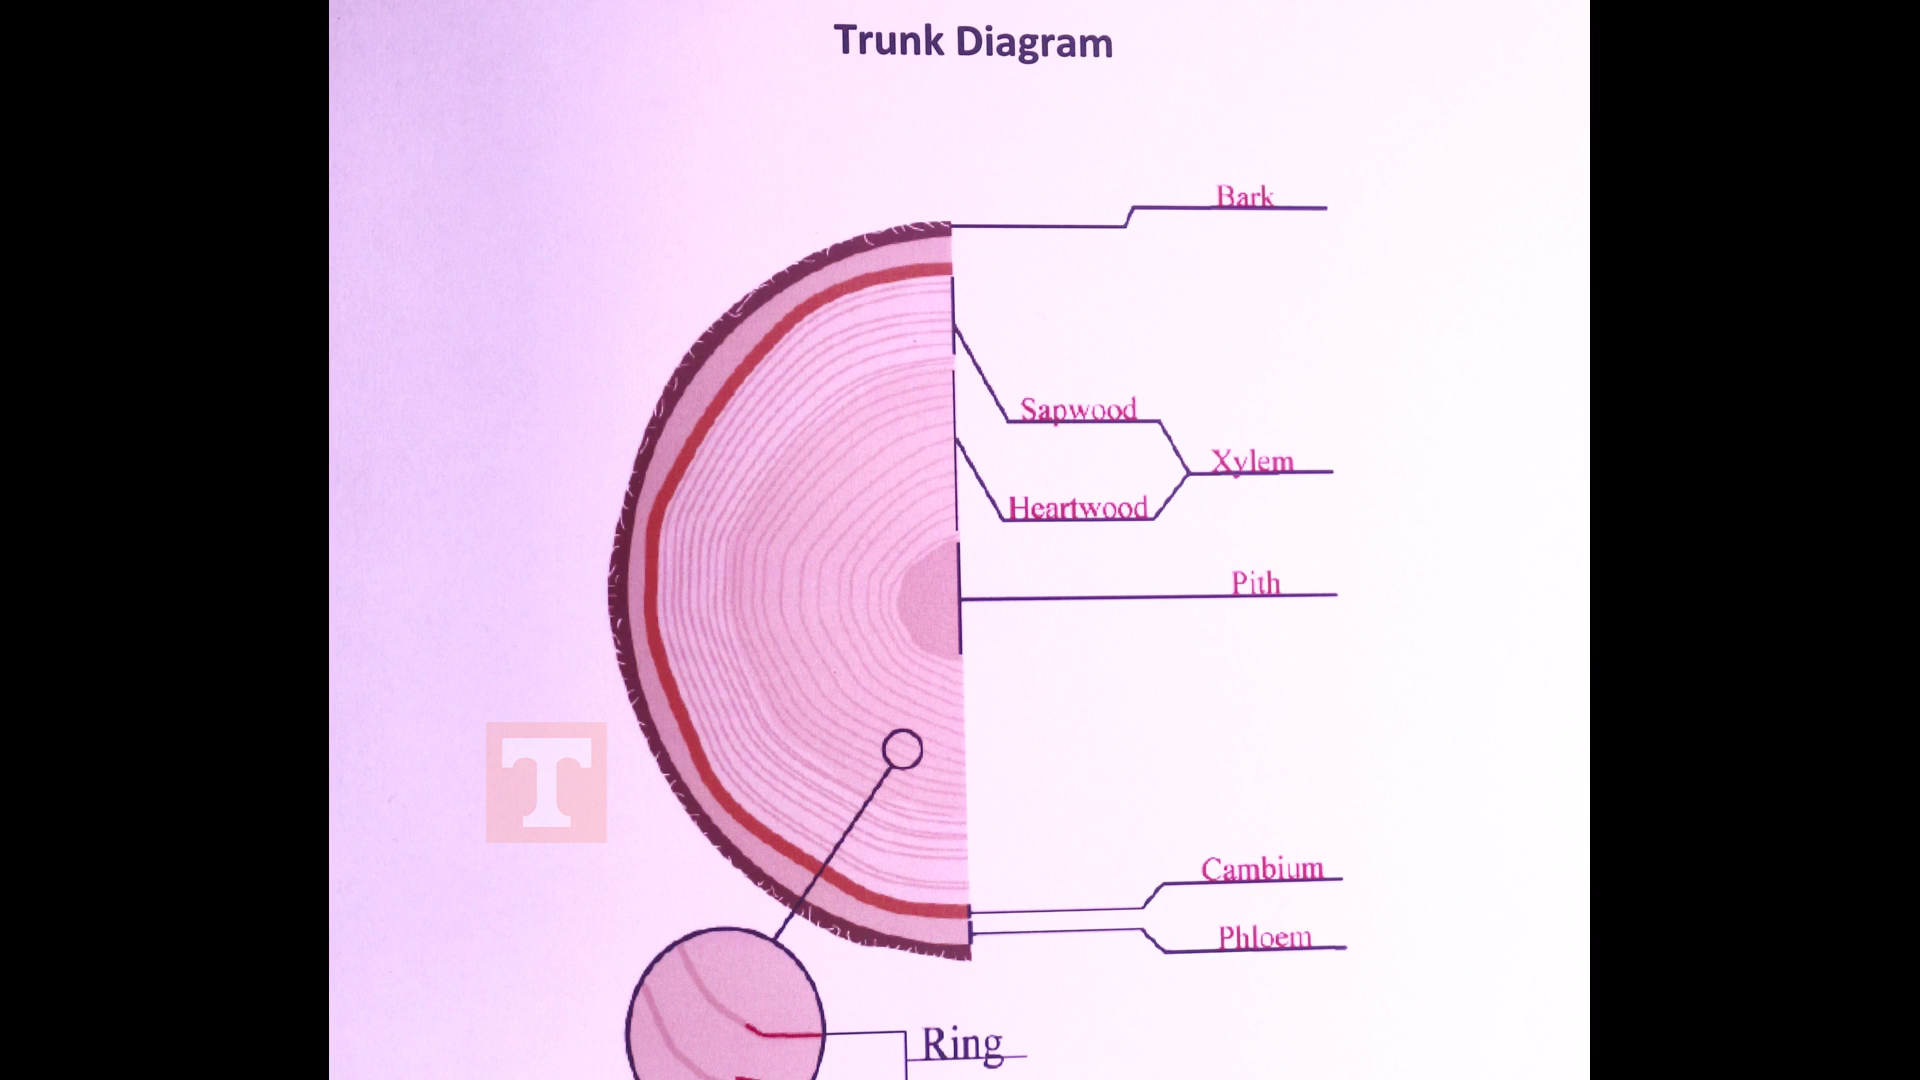 Trunk Diagram
Bark
Sapwood
Xylem
Heartwood
Pith
Cambium
Phloem
Ring
T